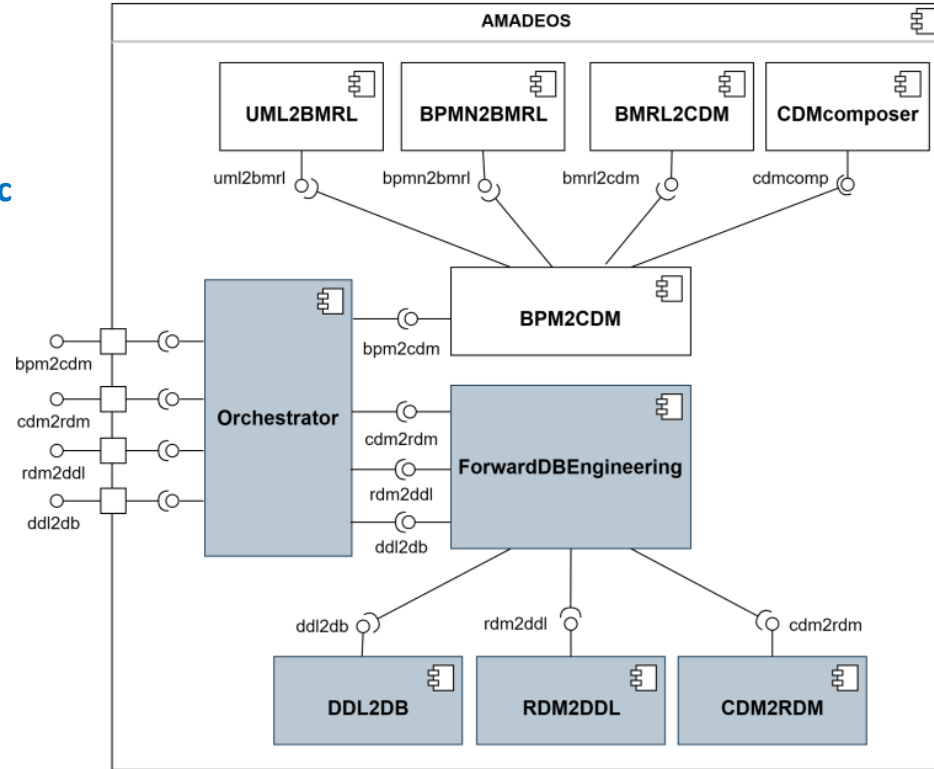 AMADEOS
UML2BMRL
BPMN2BMRL
BMRL2CDM
CDMcomposer
uml2bmrl
bpmn2bmrl
bmrl2cdm
cdmcomp
c
BPM2CDM
bpm2cdm
bpm2cdm
cdm2rdm
rdm2ddl
ddl2db
Orchestrator
cdm2rdm
rdm2ddl
ddl2db
ForwardDBEngineering
ddl2db
rdm2ddl
cdm2rdm
DDL2DB
RDM2DDL
CDM2RDM